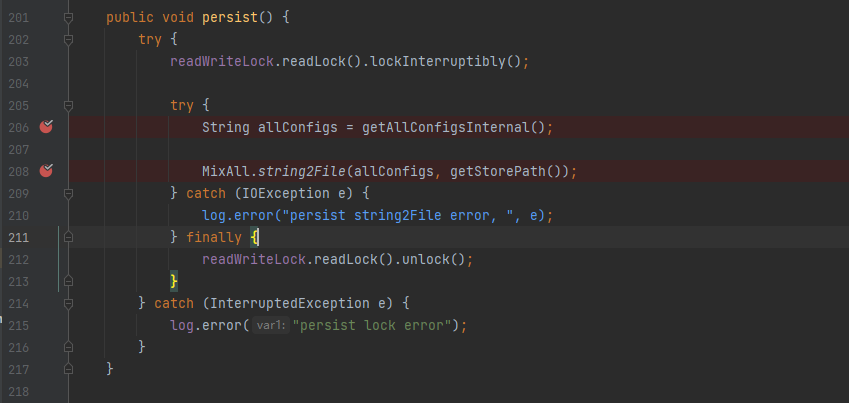 201 public void persist() {
202 try {
203 readWriteLock.readLock().lockInterruptibly();
204
205 try {
206 String allConfigs = getAllConfigsInternal();
207
208 MixAll.string2File(allConfigs, getStorePath());
209 } catch (IOException e) {
210 log.error("persist string2File error, ", e);
211 } finally {
212 readWriteLock.readLock().unlock();
213 }
214 } catch (InterruptedException e) {
215 log.error( var1: "persist lock error");
216 }
217 }
218